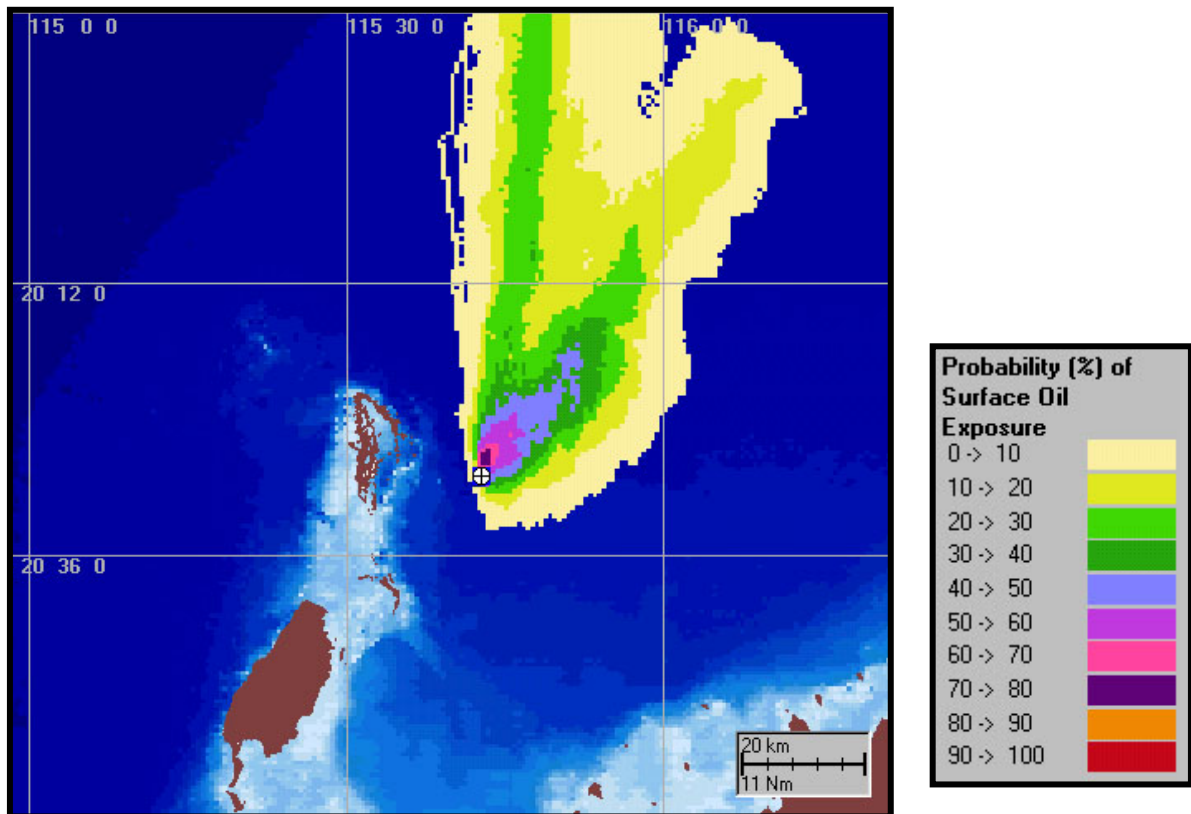 115 0 0
115 30 0
116 0 0
20 12 0
20 36 0
20 km
11 Nm
Probability (%) of
Surface Oil
Exposure
0 -> 10
10 -> 20
20 -> 30
30 -> 40
40 -> 50
50 -> 60
60 -> 70
70 -> 80
80 -> 90
90 -> 100